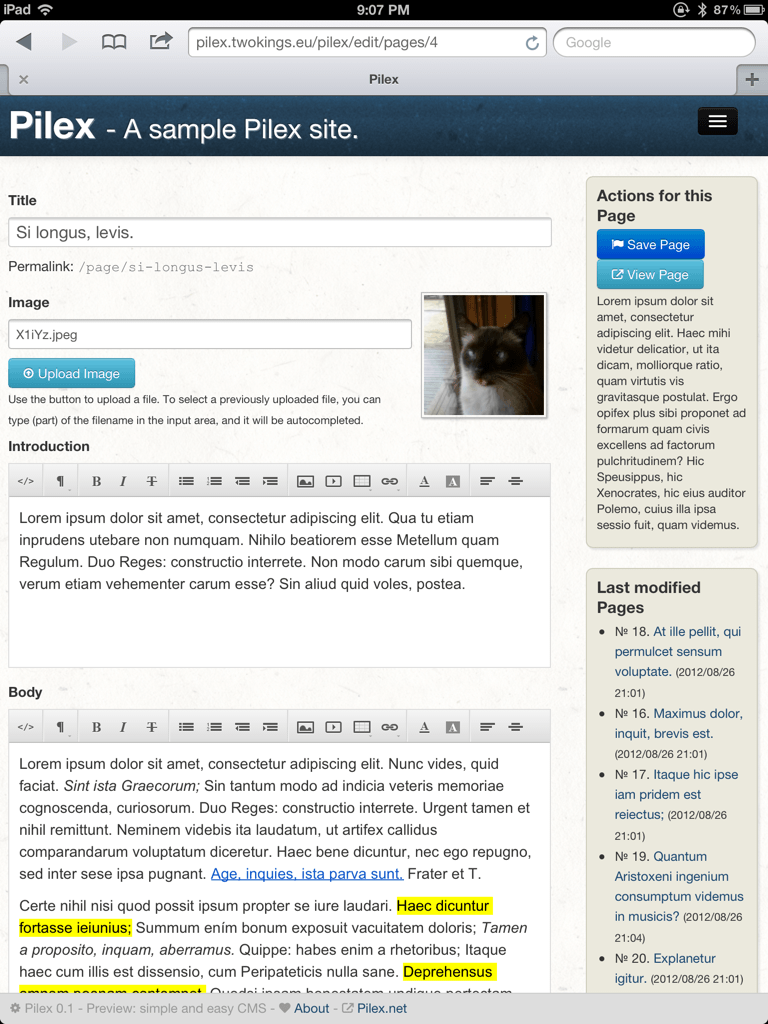 iPad 9:07 PM 87%
pilex.twokings.eu/pilex/edit/pages/4 Google
Pilex
Pilex - A sample Pilex site.
Title
Si longus, levis.
Permalink: /page/si-longus-levis
Image
X1iYz.jpeg
Upload Image
Use the button to upload a file. To select a previously uploaded file, you can
type (part) of the filename in the input area, and it will be autocompleted.
Introduction
</> ¶ B I T A A
Lorem ipsum dolor sit amet, consectetur adipiscing elit. Qua tu etiam
inprudens utebare non numquam. Nihilo beatiorem esse Metellum quam
Regulum. Duo Reges: constructio interrete. Non modo carum sibi quemque,
verum etiam vehementer carum esse? Sin aliud quid voles, postea.
Body
</> ¶ B I T A A
Lorem ipsum dolor sit amet, consectetur adipiscing elit. Nunc vides, quid
faciat. Sint ista Graecorum; Sin tantum modo ad indicia veteris memoriae
cognoscenda, curiosorum. Duo Reges: constructio interrete. Urgent tamen et
nihil remittunt. Neminem videbis ita laudatum, ut artifex callidus
comparandarum voluptatum diceretur. Haec bene dicuntur, nec ego repugno,
sed inter sese ipsa pugnant. Age, inquies, ista parva sunt. Frater et T.
Certe nihil nisi quod possit ipsum propter se iure laudari. Haec dicuntur
fortasse ieiunius; Summum ením bonum exposuit vacuitatem doloris; Tamen
a proposito, inquam, aberramus. Quippe: habes enim a rhetoribus; Itaque
haec cum illis est dissensio, cum Peripateticis nulla sane. Deprehensus
Actions for this
Page
Save Page
View Page
Lorem ipsum dolor sit
amet, consectetur
adipiscing elit. Haec mihi
videtur delicatior, ut ita
dicam, molliorque ratio,
quam virtutis vis
gravitasque postulat. Ergo
opifex plus sibi proponet ad
formarum quam civis
excellens ad factorum
pulchritudinem? Hic
Speusippus, hic
Xenocrates, hic eius auditor
Polemo, cuius illa ipsa
sessio fuit, quam videmus.
Last modified
Pages
№ 18. At ille pellit, qui
permulcet sensum
voluptate. (2012/08/26
21:01)
№ 16. Maximus dolor,
inquit, brevis est.
(2012/08/26 21:01)
№ 17. Itaque hic ipse
iam pridem est
reiectus; (2012/08/26
21:01)
№ 19. Quantum
Aristoxeni ingenium
consumptum videmus
in musicis? (2012/08/26
21:04)
№ 20. Explanetur
igitur. (2012/08/26 21:01)
Pilex 0.1 - Preview: simple and easy CMS - About - Pilex.net